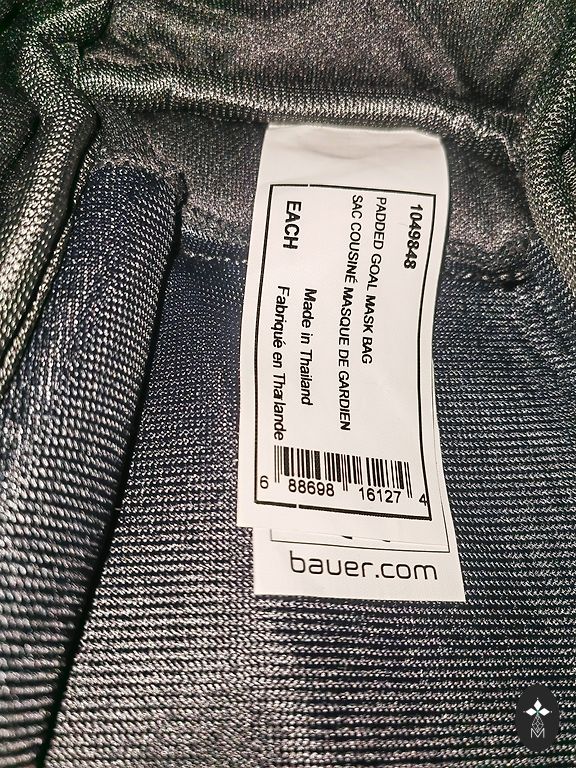 1049848
PADDED GOAL MASK BAG
SAC COUSINÉ MASQUE DE GARDIEN
Made in Thailand
Fabriqué en Thaïlande
EACH
6 88698 16127 4
bauer.com
M